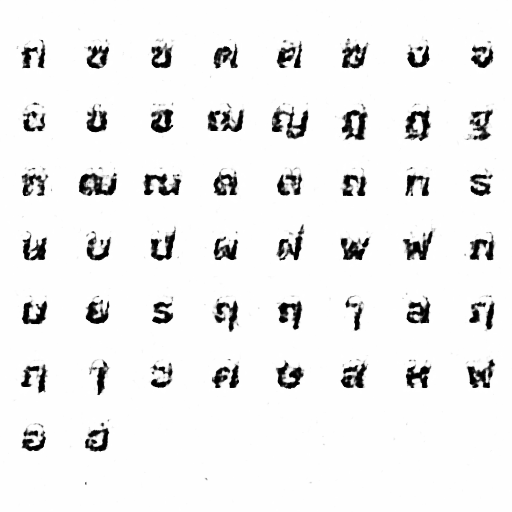 ก ข ฃ ค ฅ ฆ ง จ
ฉ ช ซ ฌ ญ ฎ ฏ ฐ
ฑ ฒ ณ ด ต ถ ท ธ
น บ ป ผ ฝ พ ฟ ภ
ม ย ร ฤ ฤ ๅ ล ฦ
ฦ ๅ ว ศ ษ ส ห ฬ
อ ฮ